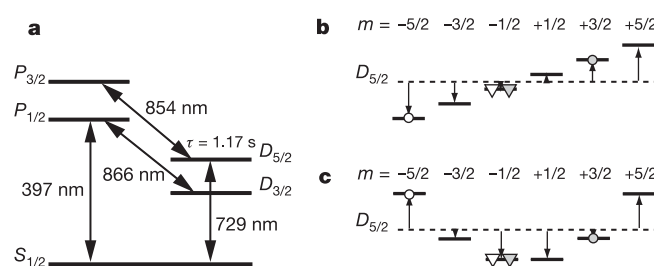 a
P3/2
P1/2
854 nm
τ = 1.17 s
D5/2
866 nm
D3/2
397 nm
729 nm
S1/2
b
m = −5/2 −3/2 −1/2 +1/2 +3/2 +5/2
D5/2
c
m = −5/2 −3/2 −1/2 +1/2 +3/2 +5/2
D5/2